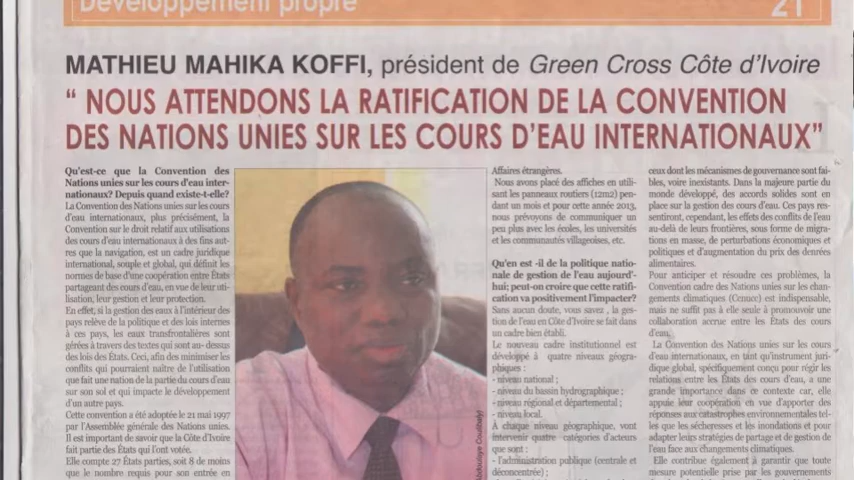 Développement propre
21
MATHIEU MAHIKA KOFFI, président de Green Cross Côte d'Ivoire
“ NOUS ATTENDONS LA RATIFICATION DE LA CONVENTION
DES NATIONS UNIES SUR LES COURS D’EAU INTERNATIONAUX”
Qu'est-ce que la Convention des
Nations unies sur les cours d'eau inter-
nationaux? Depuis quand existe-t-elle?
La Convention des Nations unies sur les cours
d'eau internationaux, plus précisément, la
Convention sur le droit relatif aux utilisations
des cours d'eau internationaux à des fins autres
que la navigation, est un cadre juridique
international, souple et global, qui définit les
normes de base d'une coopération entre États
partageant des cours d'eau, en vue de leur uti-
lisation, leur gestion et leur protection.
En effet, si la gestion des eaux à l'intérieur des
pays relève de la politique et des lois internes
à ces pays, les eaux transfrontalières sont
gérées à travers des textes qui sont au- dessus
des lois des États. Ceci, afin de minimiser les
conflits qui pourraient naître de l'utilisation
que fait une nation de la partie du cours d'eau
sur son sol et qui impacte le développement
d'un autre pays.
Cette convention a été adoptée le 21 mai 1997
par l'Assemblée générale des Nations unies.
Il est important de savoir que la Côte d'Ivoire
fait partie des États qui l'ont votée.
Elle compte 27 États parties, soit 8 de moins
que le nombre requis pour son entrée en
Coulibaly)
Affaires étrangères.
Nous avons placé des affiches en utili-
sant les panneaux routiers (12m2) pen-
dant un mois et pour cette année 2013,
nous prévoyons de communiquer un
peu plus avec les écoles, les universités
et les communautés villageoises, etc.
Qu'en est -il de la politique natio-
nale de gestion de l'eau aujourd'-
hui; peut-on croire que cette ratifi-
cation va positivement l'impacter?
Sans aucun doute, vous savez , la ges-
tion de l'eau en Côte d'Ivoire se fait dans
un cadre bien établi.
Le nouveau cadre institutionnel est
développé à quatre niveaux géogra-
phiques :
- niveau national ;
- niveau du bassin hydrographique ;
- niveau régional et départemental ;
- niveau local.
À chaque niveau géographique, vont
intervenir quatre catégories d'acteurs
que sont :
- l'administration publique (centrale et
déconcentrée) ;
ceux dont les mécanismes de gouvernance sont fai-
bles, voire inexistants. Dans la majeure partie du
monde développé, des accords solides sont en
place sur la gestion des cours d'eau. Ces pays res-
sentiront, cependant, les effets des conflits de l'eau
au-delà de leurs frontières, sous forme de migra-
tions en masse, de perturbations économiques et
politiques et d'augmentation du prix des denrées
alimentaires.
Pour anticiper et résoudre ces problèmes, la
Convention cadre des Nations unies sur les chan-
gements climatiques (Cenucc) est indispensable,
mais ne suffit pas à elle seule à promouvoir une
collaboration accrue entre les États des cours
d'eau.
La Convention des Nations unies sur les cours
d'eau internationaux, en tant qu'instrument juri-
dique global, spécifiquement conçu pour régir les
relations entre les États des cours d'eau, a une
grande importance dans ce contexte car, elle
appuie leur coopération en vue d'apporter des
réponses aux catastrophes environnementales tel-
les que les sécheresses et les inondations et pour
adapter leurs stratégies de partage et de gestion de
l'eau face aux changements climatiques.
Elle contribue également à garantir que toute
mesure potentielle prise par les gouvernements